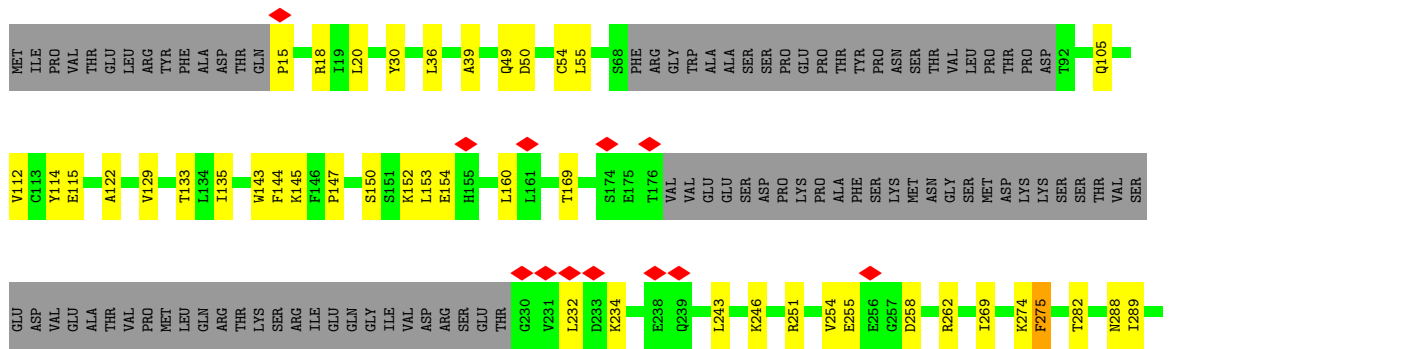 MET ILE PRO VAL THR GLU LEU ARG TYR PHE ALA ASP THR GLN P15 R18 I19 L20 Y30 L36 A39 Q49 D50 C54 L55 S68 PHE ARG GLY TRP ALA ALA SER SER PRO GLU PRO THR TYR PRO ASN SER THR VAL LEU PRO THR PRO ASP T92 Q105
V112 C113 Y114 E115 A122 V129 T133 L134 I135 W143 F144 K145 F146 P147 S150 S151 K152 L153 E154 H155 L160 L161 T169 S174 E175 T176 VAL VAL GLU GLU SER ASP PRO LYS PRO ALA PHE SER LYS MET ASN GLY SER MET ASP LYS LYS SER SER THR VAL SER
GLU ASP VAL GLU ALA THR VAL PRO MET LEU GLN ARG THR LYS SER ARG ILE GLU GLN GLY ILE VAL ASP ARG SER GLU THR G230 V231 L232 D233 K234 E238 Q239 L243 K246 R251 V254 E255 E256 G257 D258 R262 I269 K274 F275 T282 N288 I289